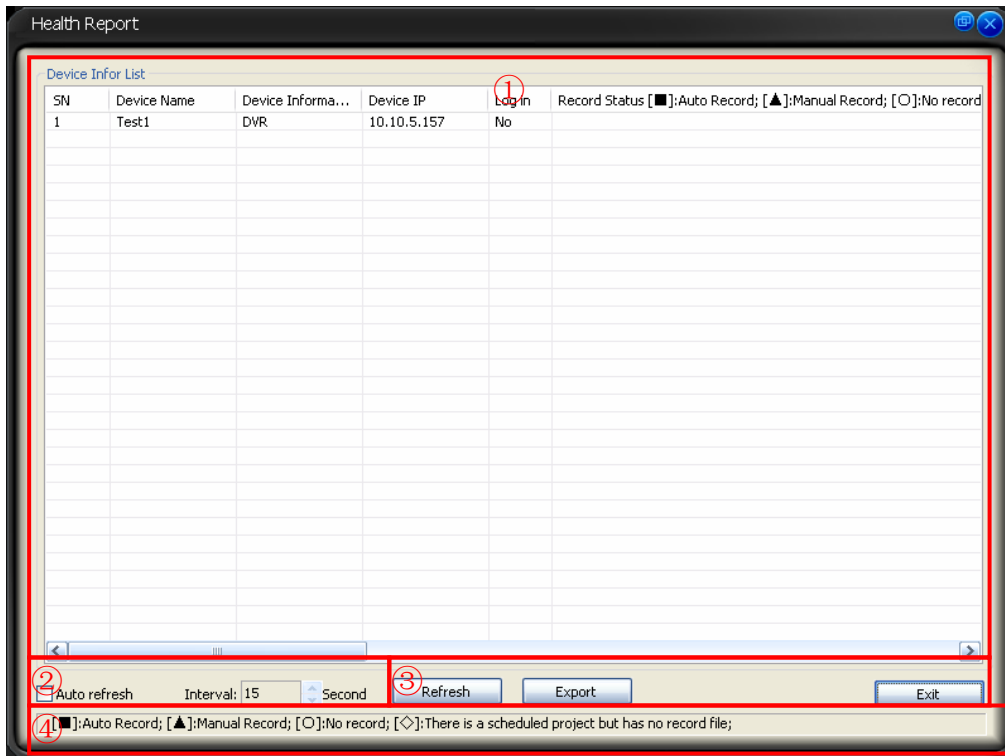 Health Report
Device Infor List
①
SN Device Name Device Informa... Device IP Log in Record Status [■]:Auto Record; [▲]:Manual Record; [○]:No record
1 Test1 DVR 10.10.5.157 No
②
③
Auto refresh Interval: 15 Second Refresh Export Exit
④
[■]:Auto Record; [▲]:Manual Record; [○]:No record; [◇]:There is a scheduled project but has no record file;